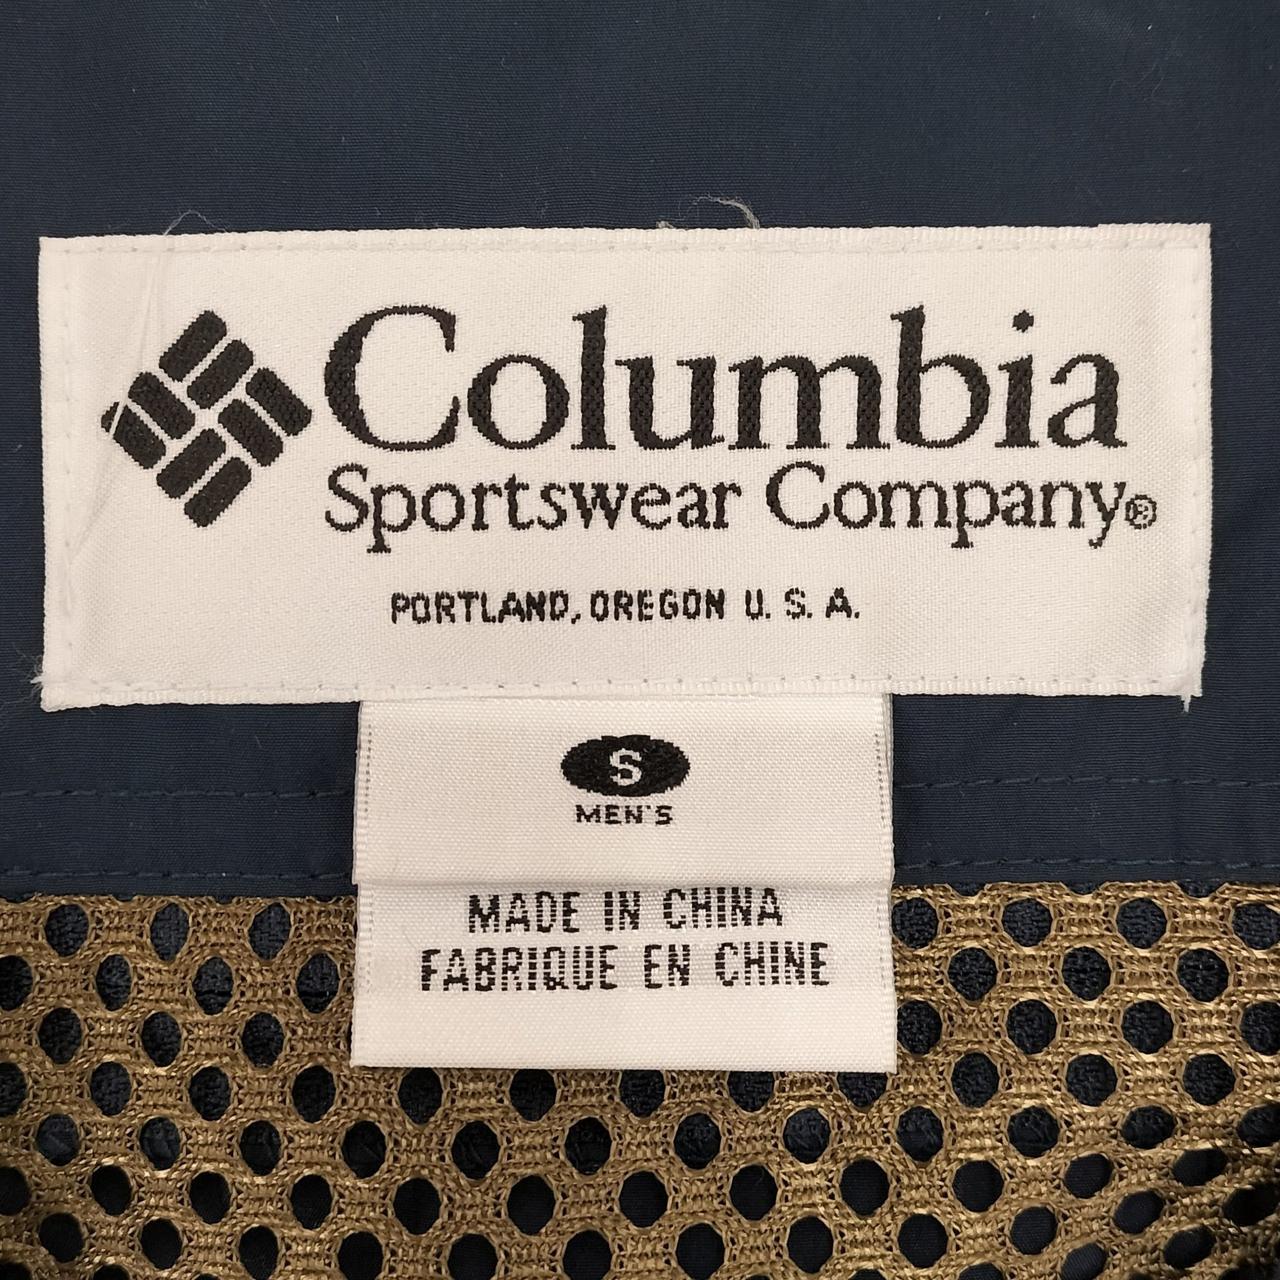 Columbia
Sportswear Company®
PORTLAND, OREGON U. S. A.
S
MEN'S
MADE IN CHINA
FABRIQUE EN CHINE